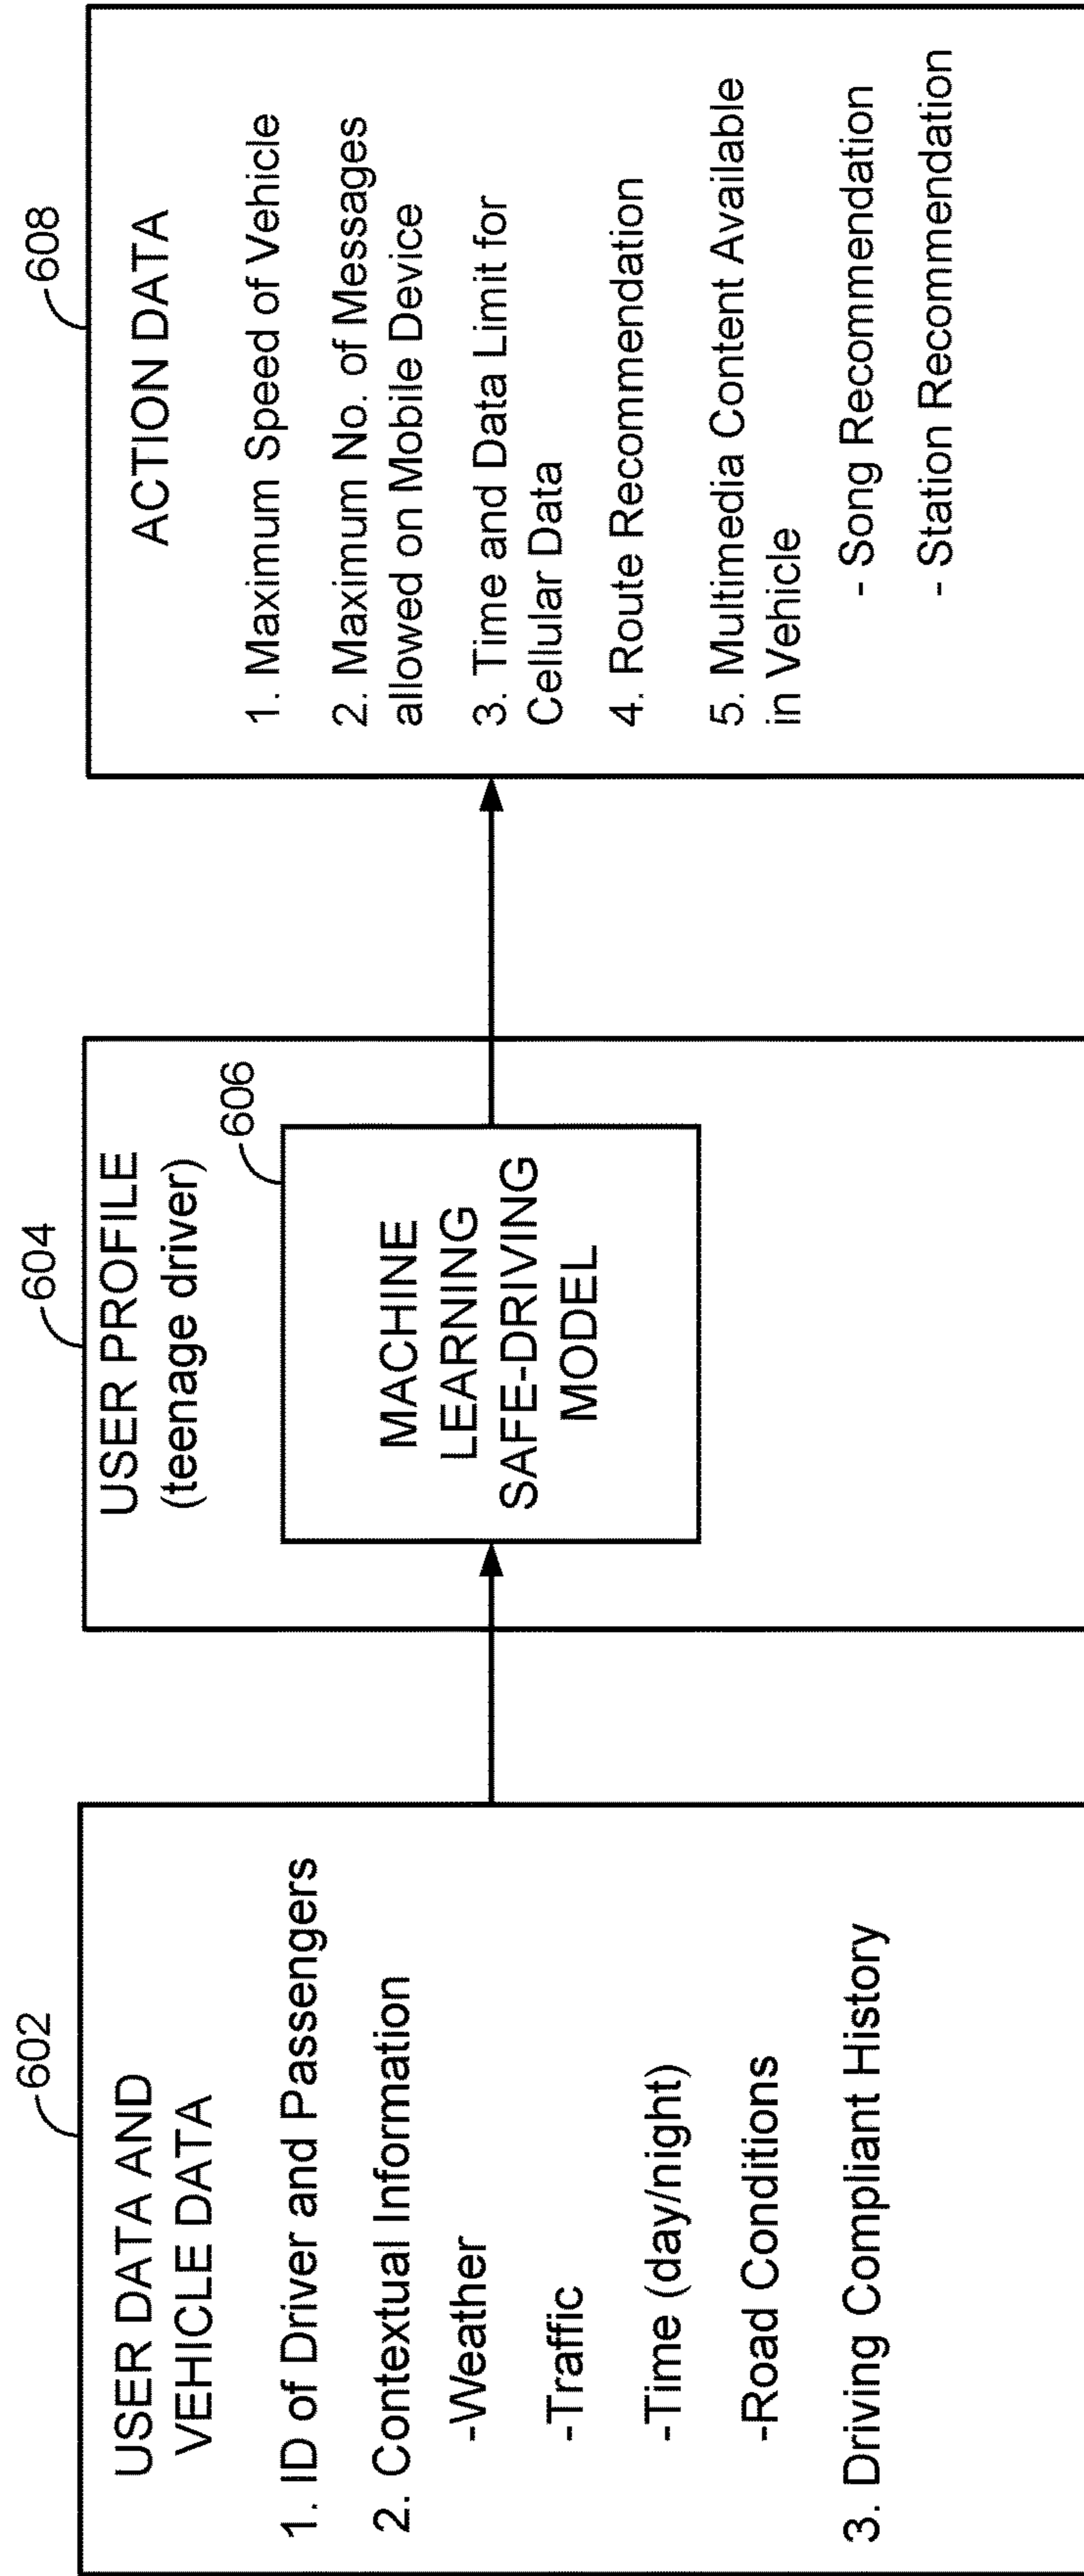 602
USER DATA AND
VEHICLE DATA
1. ID of Driver and Passengers
2. Contextual Information
-Weather
-Traffic
-Time (day/night)
-Road Conditions
3. Driving Compliant History
604
USER PROFILE
(teenage driver)
606
MACHINE
LEARNING
SAFE-DRIVING
MODEL
608
ACTION DATA
1. Maximum Speed of Vehicle
2. Maximum No. of Messages
allowed on Mobile Device
3. Time and Data Limit for
Cellular Data
4. Route Recommendation
5. Multimedia Content Available
in Vehicle
- Song Recommendation
- Station Recommendation